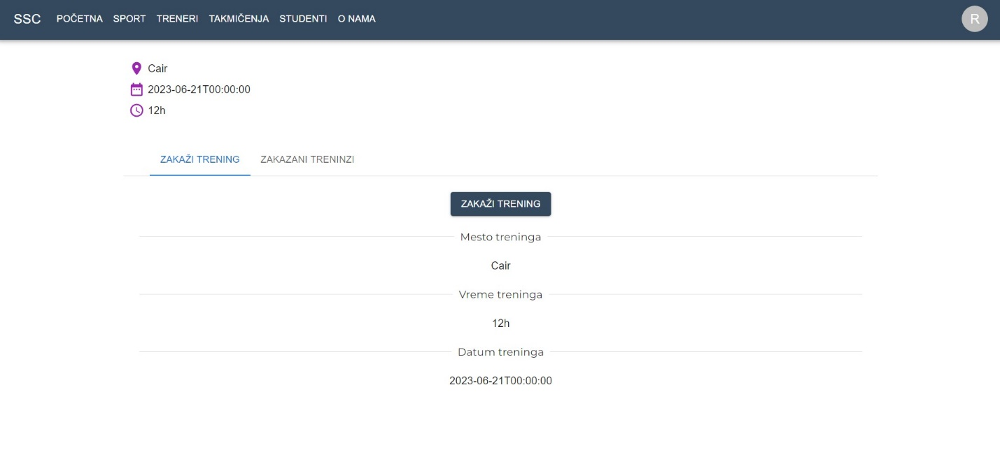 SSC POČETNA SPORT TRENERI TAKMIČENJA STUDENTI O NAMA R
Cair
2023-06-21T00:00:00
12h
ZAKAŽI TRENING ZAKAZANI TRENINZI
ZAKAŽI TRENING
Mesto treninga
Cair
Vreme treninga
12h
Datum treninga
2023-06-21T00:00:00